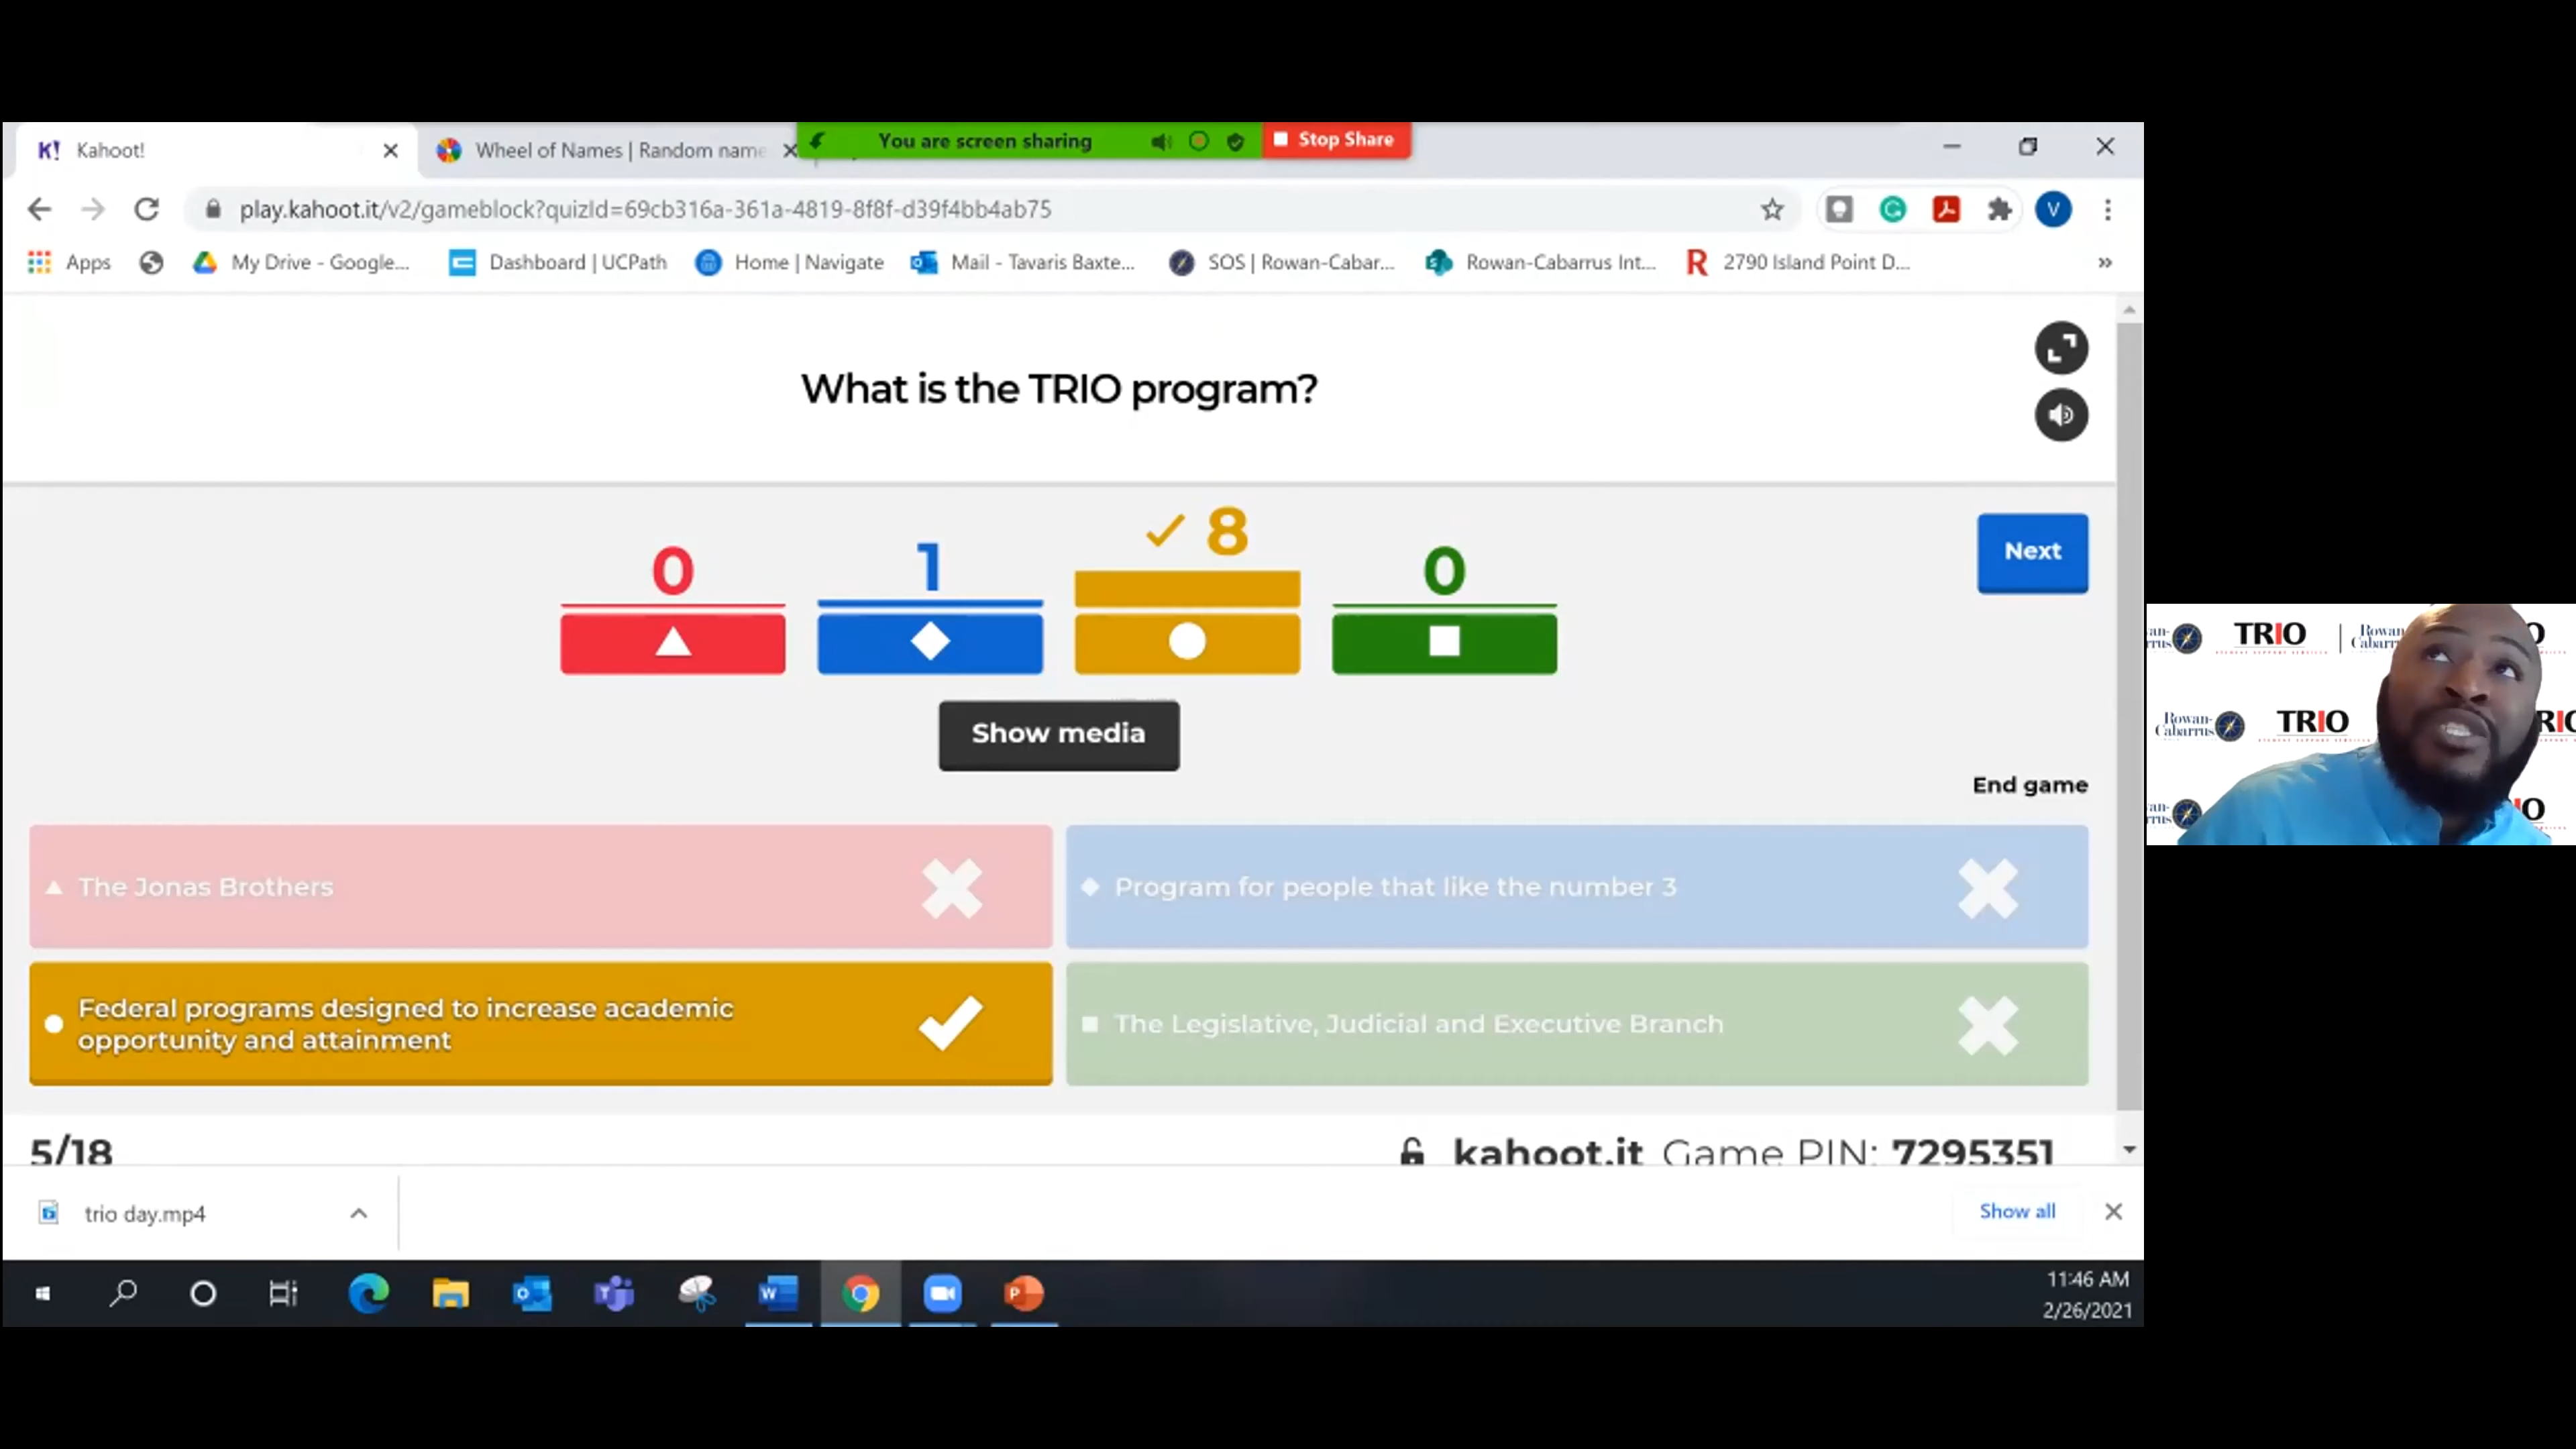 K! Kahoot!
Wheel of Names | Random name
You are screen sharing
Stop Share
play.kahoot.it/v2/gameblock?quizId=69cb316a-361a-4819-8f8f-d39f4bb4ab75
V
Apps
My Drive - Google...
Dashboard | UCPath
Home | Navigate
Mail - Tavaris Baxte...
SOS | Rowan-Cabar...
Rowan-Cabarrus Int...
R 2790 Island Point D...
What is the TRIO program?
0
1
8
0
Next
Show media
End game
The Jonas Brothers
Program for people that like the number 3
Federal programs designed to increase academic
opportunity and attainment
The Legislative, Judicial and Executive Branch
5/18
kahoot.it Game PIN: 7295351
trio day.mp4
Show all
11:46 AM
2/26/2021
TRIO
Rowan-
Cabarrus
TRIO